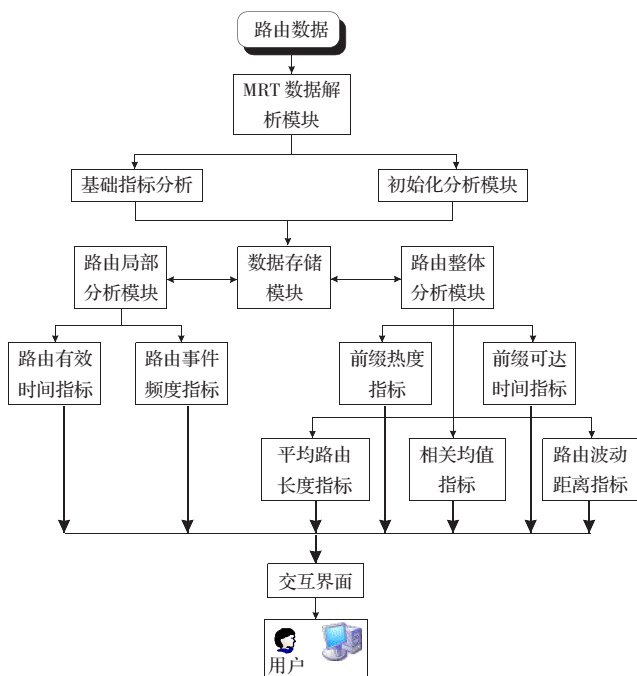 路由数据
MRT 数据解
析模块
基础指标分析
初始化分析模块
路由局部
分析模块
数据存储
模块
路由整体
分析模块
路由有效
时间指标
路由事件
频度指标
前缀热度
指标
前缀可达
时间指标
平均路由
长度指标
相关均值
指标
路由波动
距离指标
交互界面
用户